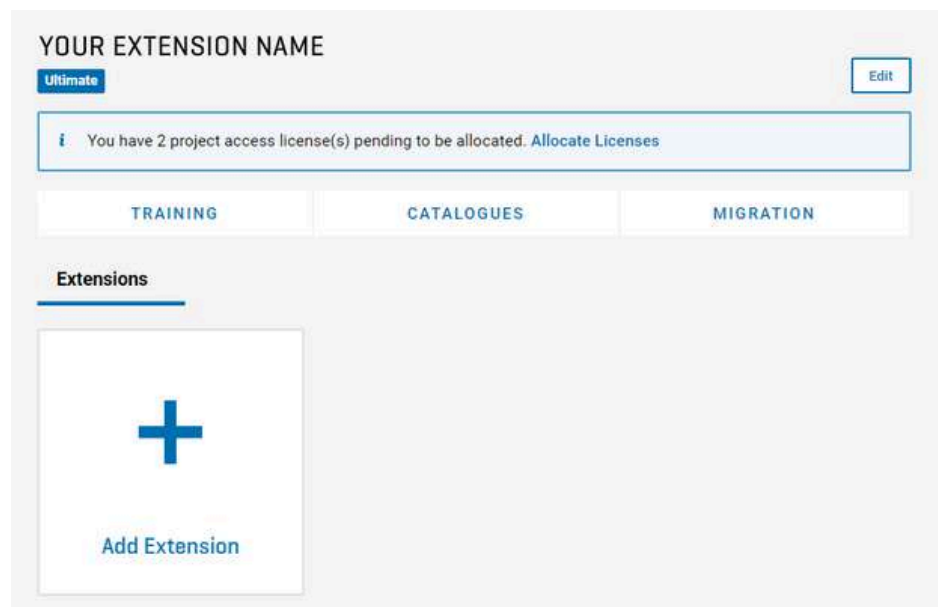 YOUR EXTENSION NAME
Ultimate
Edit
i You have 2 project access license(s) pending to be allocated. Allocate Licenses
TRAINING CATALOGUES MIGRATION
Extensions
Add Extension